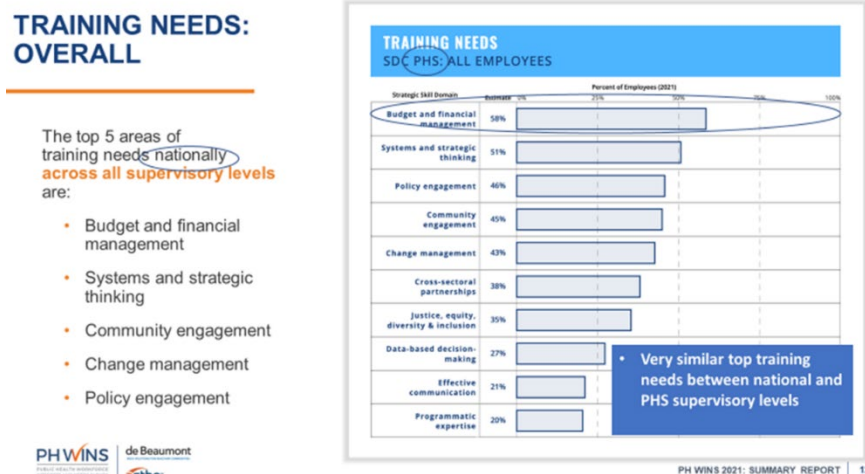 TRAINING NEEDS:
OVERALL
The top 5 areas of
training needs nationally
across all supervisory levels
are:
• Budget and financial
management
• Systems and strategic
thinking
• Community engagement
• Change management
• Policy engagement
PH WINS
PUBLIC HEALTH WORKFORCE
de Beaumont
TRAINING NEEDS
SDC PHS: ALL EMPLOYEES
Percent of Employees (2021)
Strategic Skill Domain Estimate 0% 25% 50% 75% 100%
Budget and financial
management 58%
Systems and strategic
thinking 51%
Policy engagement 46%
Community
engagement 45%
Change management 43%
Cross-sectoral
partnerships 38%
Justice, equity,
diversity & inclusion 35%
Data-based decision-
making 27%
Effective
communication 21%
Programmatic
expertise 20%
• Very similar top training
needs between national and
PHS supervisory levels
PH WINS 2021: SUMMARY REPORT